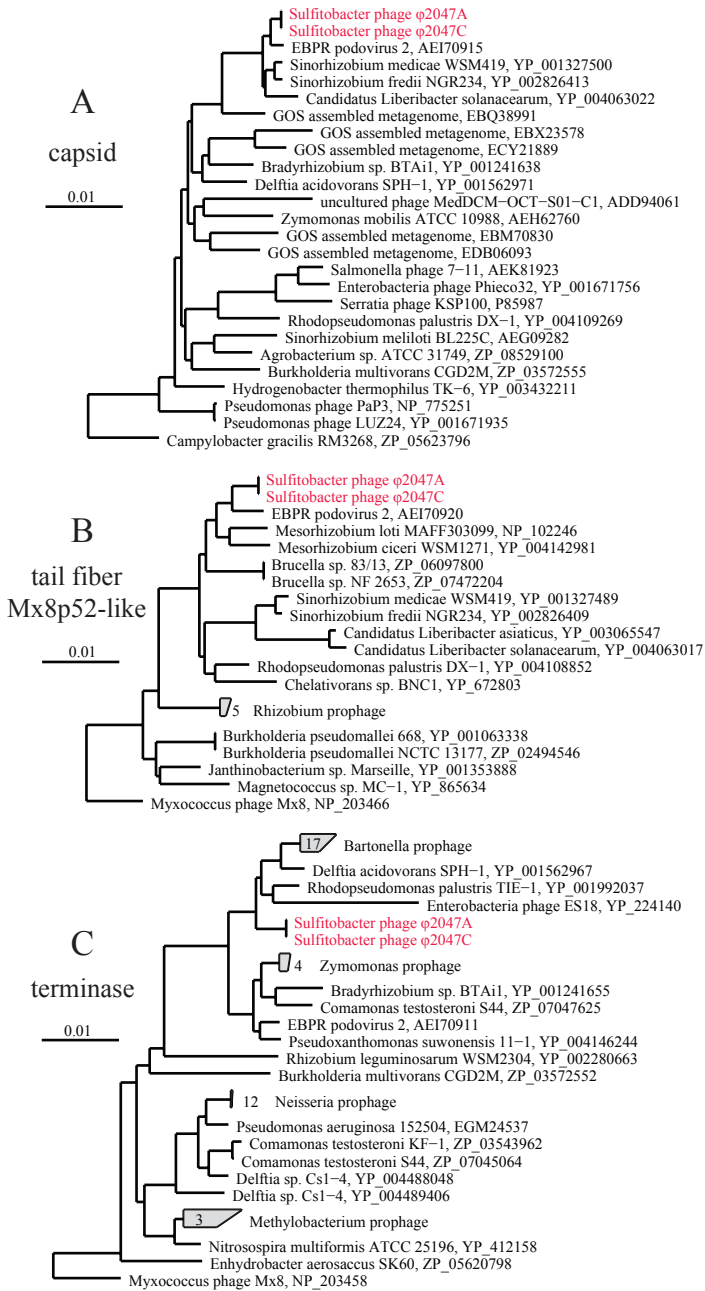 Sulfitobacter phage φ2047A
Sulfitobacter phage φ2047C
EBPR podovirus 2, AEI70915
Sinorhizobium medicae WSM419, YP_001327500
Sinorhizobium fredii NGR234, YP_002826413
Candidatus Liberibacter solanacearum, YP_004063022
GOS assembled metagenome, EBQ38991
GOS assembled metagenome, EBX23578
GOS assembled metagenome, ECY21889
Bradyrhizobium sp. BTAi1, YP_001241638
Delftia acidovorans SPH−1, YP_001562971
uncultured phage MedDCM−OCT−S01−C1, ADD94061
Zymomonas mobilis ATCC 10988, AEH62760
GOS assembled metagenome, EBM70830
GOS assembled metagenome, EDB06093
Salmonella phage 7−11, AEK81923
Enterobacteria phage Phieco32, YP_001671756
Serratia phage KSP100, P85987
Rhodopseudomonas palustris DX−1, YP_004109269
Sinorhizobium meliloti BL225C, AEG09282
Agrobacterium sp. ATCC 31749, ZP_08529100
Burkholderia multivorans CGD2M, ZP_03572555
Hydrogenobacter thermophilus TK−6, YP_003432211
Pseudomonas phage PaP3, NP_775251
Pseudomonas phage LUZ24, YP_001671935
Campylobacter gracilis RM3268, ZP_05623796
A
capsid
0.01
Sulfitobacter phage φ2047A
Sulfitobacter phage φ2047C
EBPR podovirus 2, AEI70920
Mesorhizobium loti MAFF303099, NP_102246
Mesorhizobium ciceri WSM1271, YP_004142981
Brucella sp. 83/13, ZP_06097800
Brucella sp. NF 2653, ZP_07472204
Sinorhizobium medicae WSM419, YP_001327489
Sinorhizobium fredii NGR234, YP_002826409
Candidatus Liberibacter asiaticus, YP_003065547
Candidatus Liberibacter solanacearum, YP_004063017
Rhodopseudomonas palustris DX−1, YP_004108852
Chelativorans sp. BNC1, YP_672803
5 Rhizobium prophage
Burkholderia pseudomallei 668, YP_001063338
Burkholderia pseudomallei NCTC 13177, ZP_02494546
Janthinobacterium sp. Marseille, YP_001353888
Magnetococcus sp. MC−1, YP_865634
Myxococcus phage Mx8, NP_203466
B
tail fiber
Mx8p52-like
0.01
17 Bartonella prophage
Delftia acidovorans SPH−1, YP_001562967
Rhodopseudomonas palustris TIE−1, YP_001992037
Enterobacteria phage ES18, YP_224140
Sulfitobacter phage φ2047A
Sulfitobacter phage φ2047C
4 Zymomonas prophage
Bradyrhizobium sp. BTAi1, YP_001241655
Comamonas testosteroni S44, ZP_07047625
EBPR podovirus 2, AEI70911
Pseudoxanthomonas suwonensis 11−1, YP_004146244
Rhizobium leguminosarum WSM2304, YP_002280663
Burkholderia multivorans CGD2M, ZP_03572552
12 Neisseria prophage
Pseudomonas aeruginosa 152504, EGM24537
Comamonas testosteroni KF−1, ZP_03543962
Comamonas testosteroni S44, ZP_07045064
Delftia sp. Cs1−4, YP_004488048
Delftia sp. Cs1−4, YP_004489406
3 Methylobacterium prophage
Nitrosospira multiformis ATCC 25196, YP_412158
Enhydrobacter aerosaccus SK60, ZP_05620798
Myxococcus phage Mx8, NP_203458
C
terminase
0.01